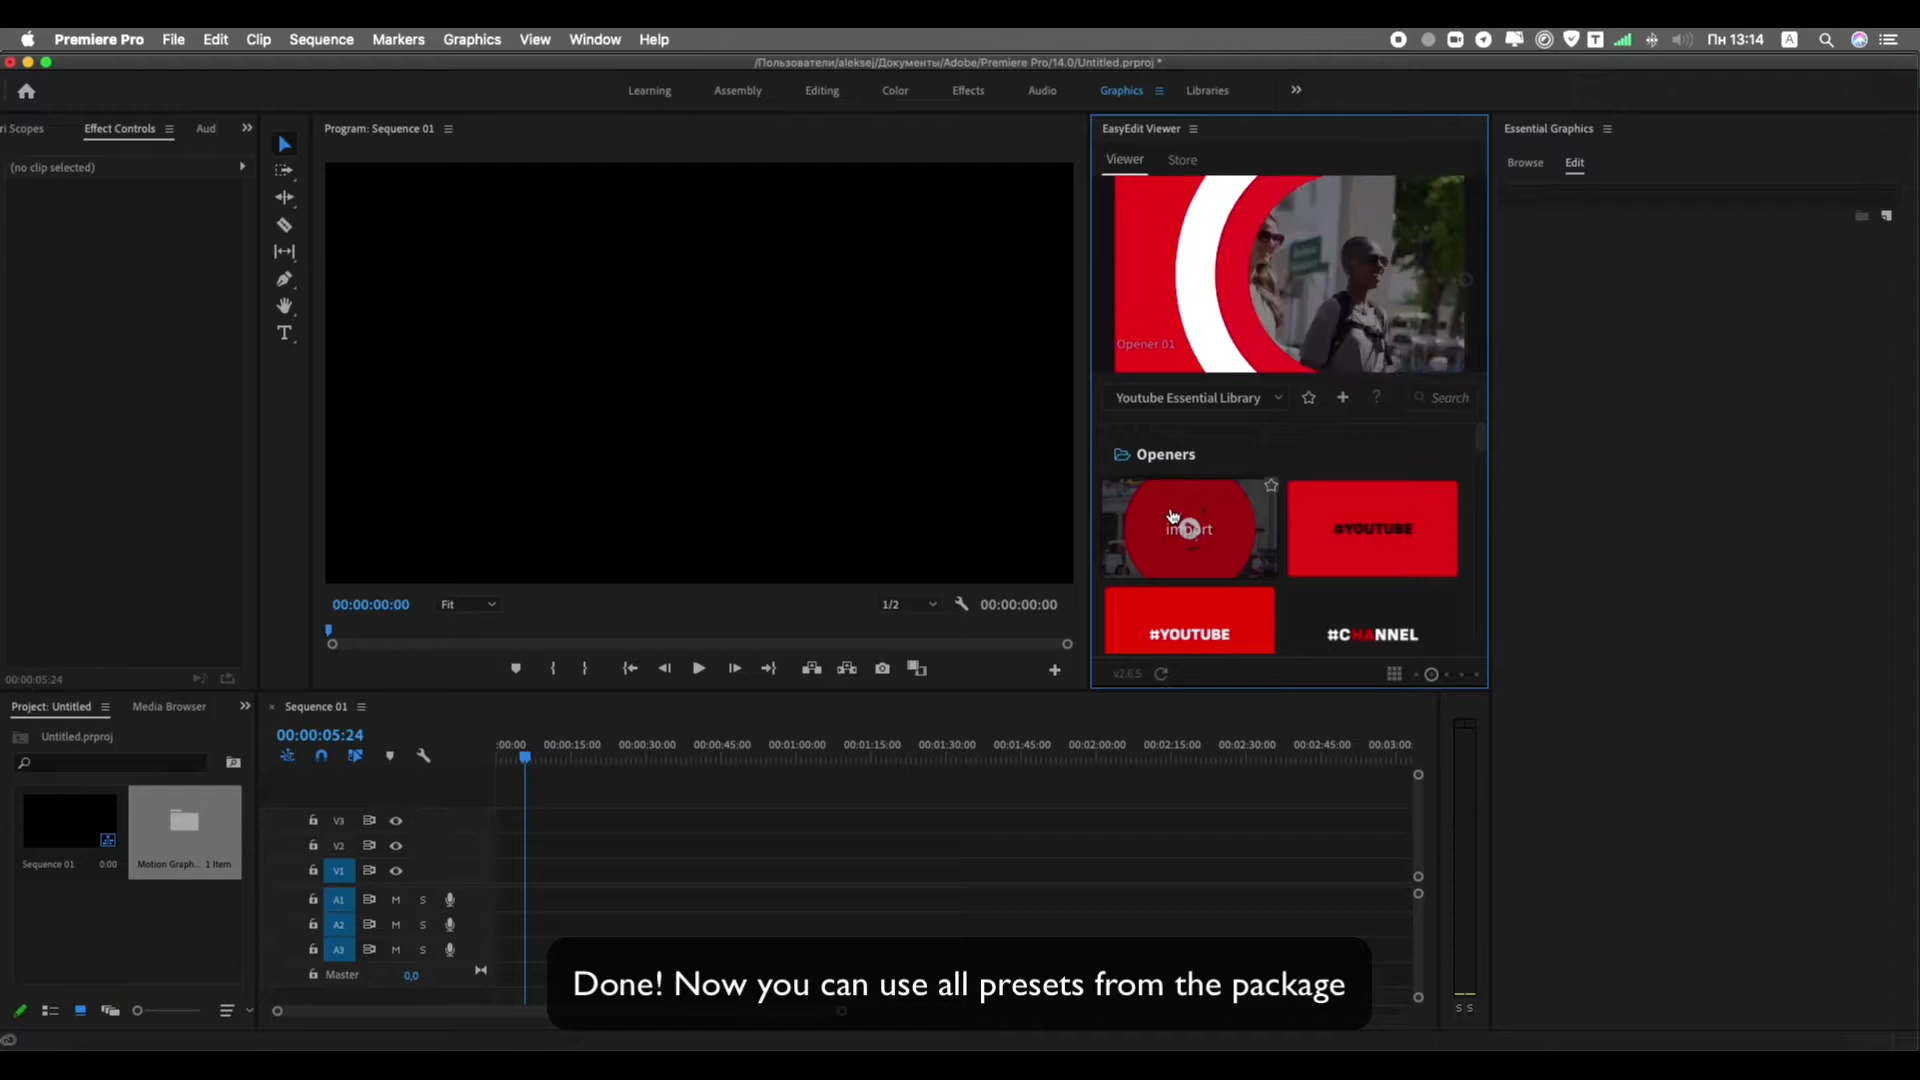 Premiere Pro File Edit Clip Sequence Markers Graphics View Window Help
T Пн 13:14 A
/Пользователи/aleksej/Документы/Adobe/Premiere Pro/14.0/Untitled.prproj *
Learning Assembly Editing Color Effects Audio Graphics Libraries
ri Scopes Effect Controls Aud
(no clip selected)
00:00:05:24
Program: Sequence 01
T
00:00:00:00 Fit 1/2 00:00:00:00
EasyEdit Viewer
Viewer Store
Opener 01
Youtube Essential Library ? Search
Openers
import #YOUTUBE
#YOUTUBE #CHANNEL
v2.6.5
Essential Graphics
Browse Edit
Project: Untitled Media Browser
Untitled.prproj
Sequence 01 0:00 Motion Graph... 1 Item
Sequence 01
00:00:05:24
:00:00 00:00:15:00 00:00:30:00 00:00:45:00 00:01:00:00 00:01:15:00 00:01:30:00 00:01:45:00 00:02:00:00 00:02:15:00 00:02:30:00 00:02:45:00 00:03:00:
V3
V2
V1
A1 M S
A2 M S
A3 M S
Master 0,0
S S
Done! Now you can use all presets from the package